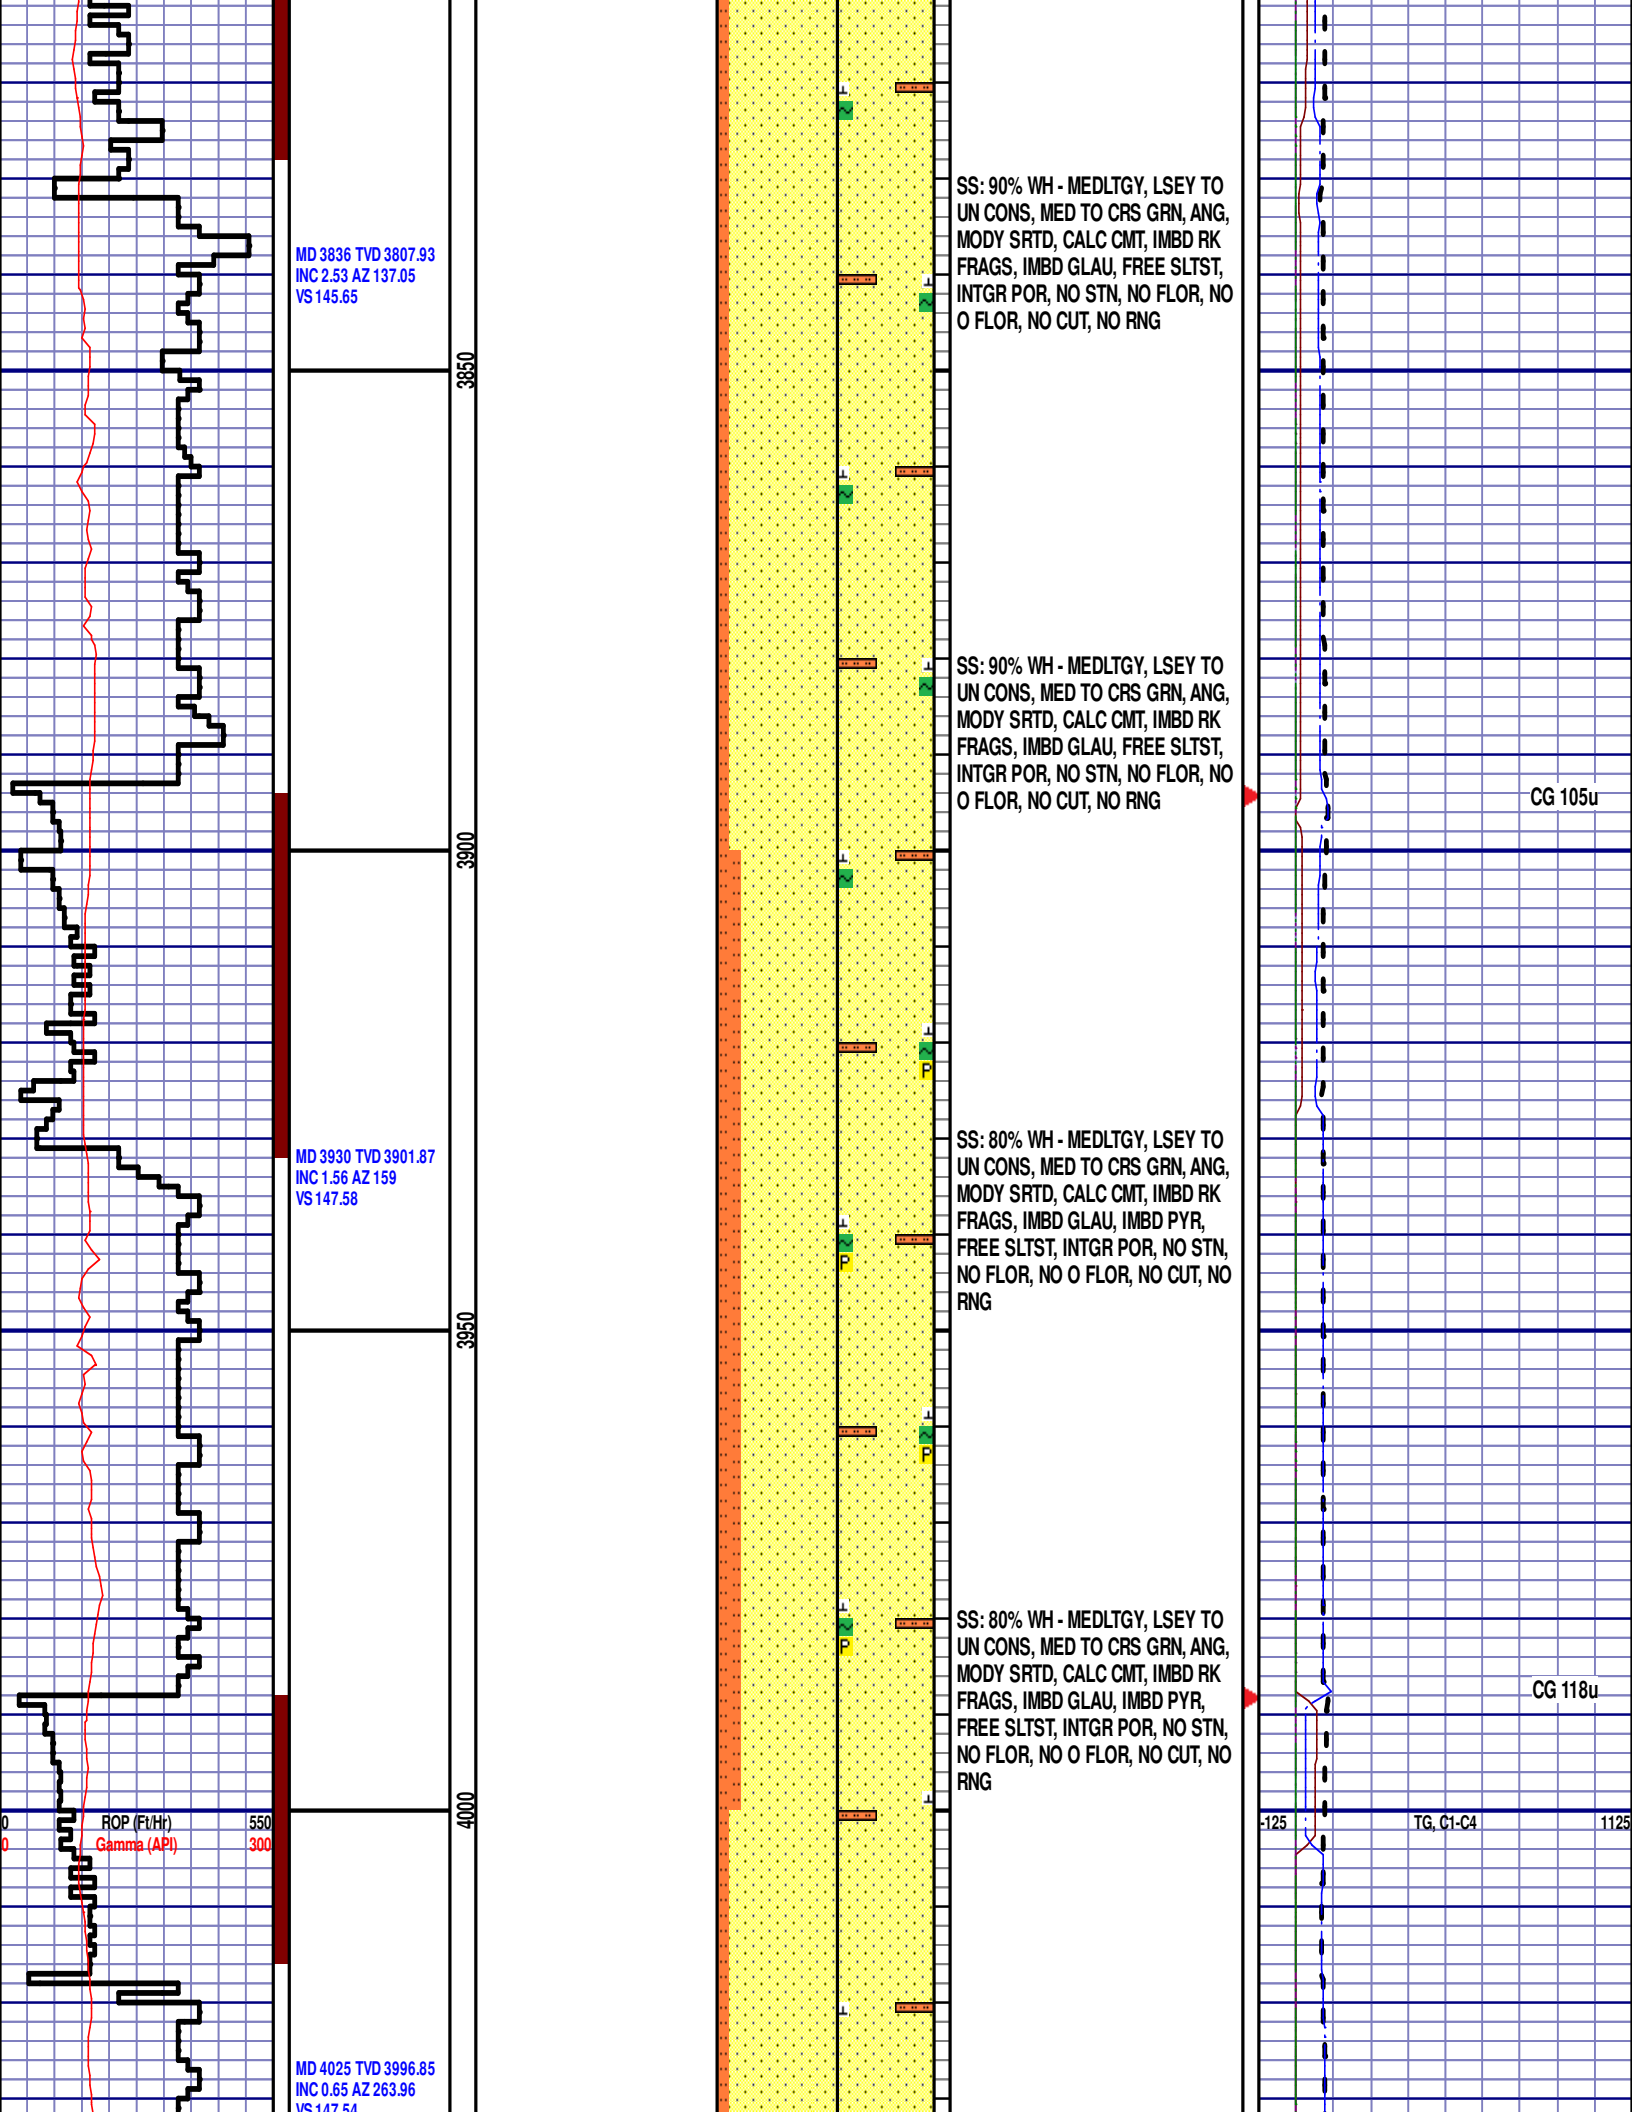 SS: 90% WH - MEDLTGY, LSEY TO
UN CONS, MED TO CRS GRN, ANG,
MODY SRTD, CALC CMT, IMBD RK
FRAGS, IMBD GLAU, FREE SLTST,
INTGR POR, NO STN, NO FLOR, NO
O FLOR, NO CUT, NO RNG
MD 3836 TVD 3807.93
INC 2.53 AZ 137.05
VS 145.65
3850
SS: 90% WH - MEDLTGY, LSEY TO
UN CONS, MED TO CRS GRN, ANG,
MODY SRTD, CALC CMT, IMBD RK
FRAGS, IMBD GLAU, FREE SLTST,
INTGR POR, NO STN, NO FLOR, NO
O FLOR, NO CUT, NO RNG
CG 105u
3900
P
SS: 80% WH - MEDLTGY, LSEY TO
UN CONS, MED TO CRS GRN, ANG,
MODY SRTD, CALC CMT, IMBD RK
FRAGS, IMBD GLAU, IMBD PYR,
FREE SLTST, INTGR POR, NO STN,
NO FLOR, NO O FLOR, NO CUT, NO
RNG
MD 3930 TVD 3901.87
INC 1.56 AZ 159
VS 147.58
P
3950
P
P
SS: 80% WH - MEDLTGY, LSEY TO
UN CONS, MED TO CRS GRN, ANG,
MODY SRTD, CALC CMT, IMBD RK
FRAGS, IMBD GLAU, IMBD PYR,
FREE SLTST, INTGR POR, NO STN,
NO FLOR, NO O FLOR, NO CUT, NO
RNG
CG 118u
4000
0 ROP (Ft/Hr) 550
0 Gamma (API) 300
-125 TG, C1-C4 1125
MD 4025 TVD 3996.85
INC 0.65 AZ 263.96
VS 147.54